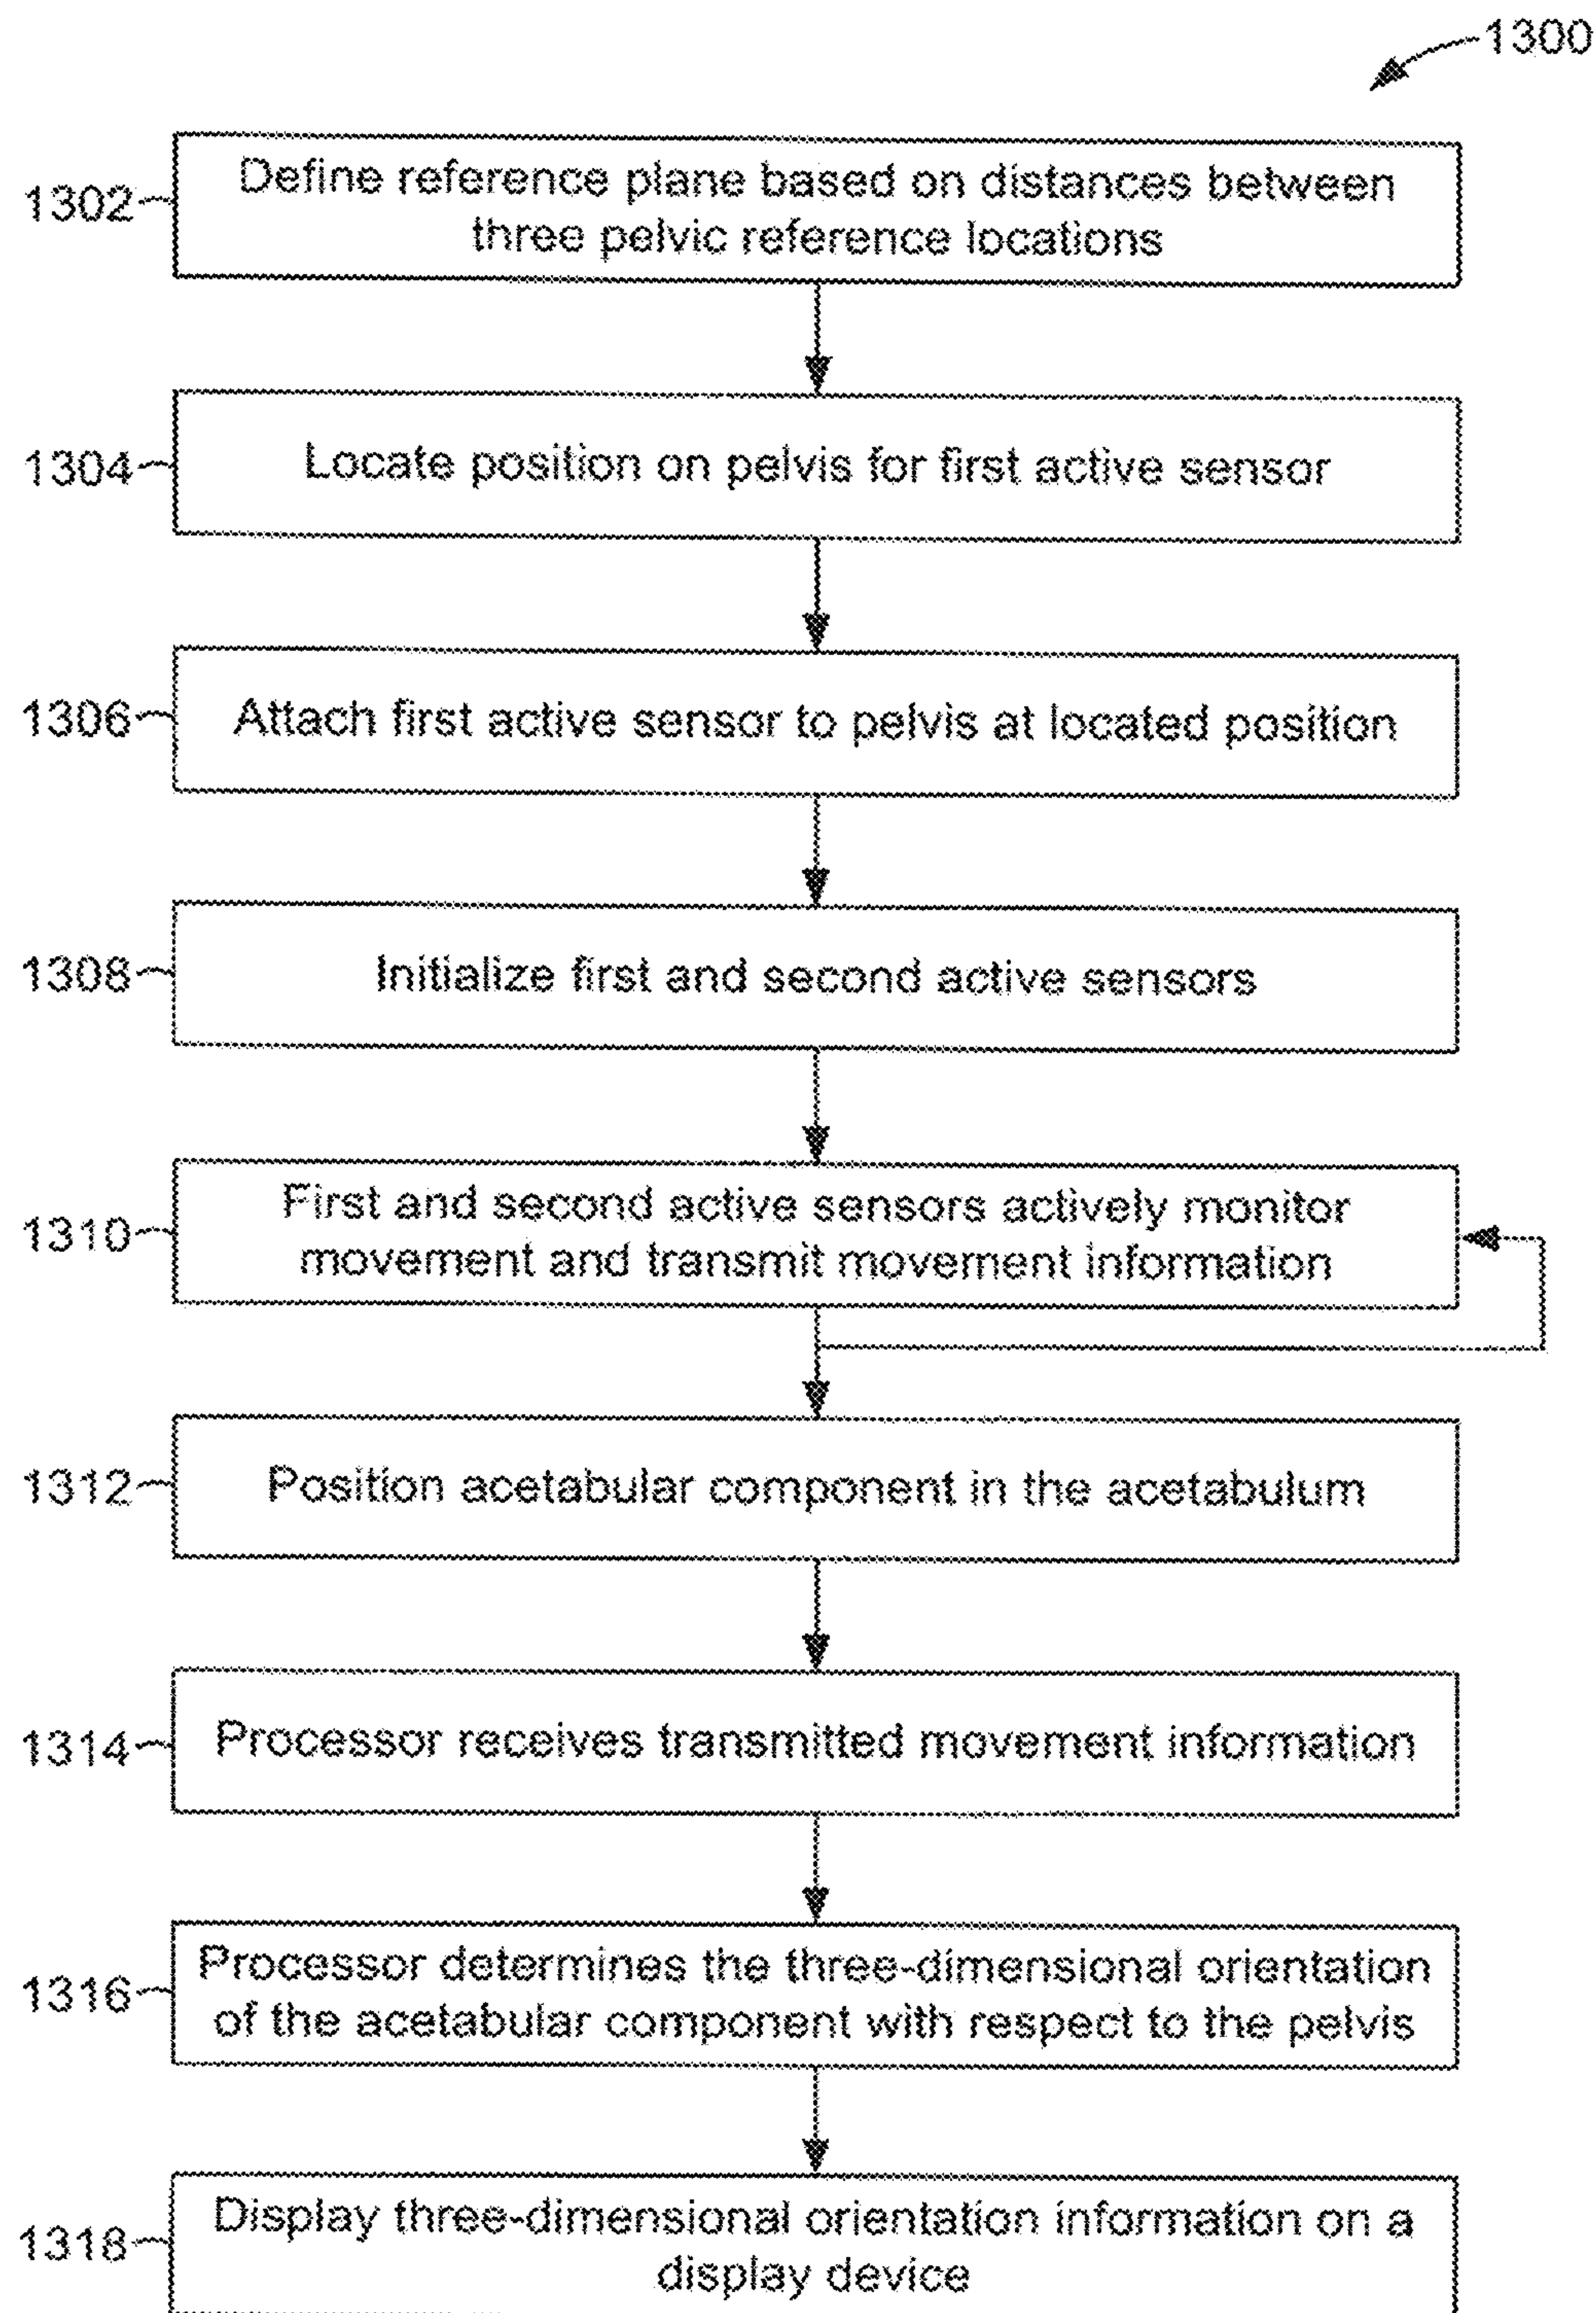 1300
1302
Define reference plane based on distances between
three pelvic reference locations
1304
Locate position on pelvis for first active sensor
1306
Attach first active sensor to pelvis at located position
1308
Initialize first and second active sensors
1310
First and second active sensors actively monitor
movement and transmit movement information
1312
Position acetabular component in the acetabulum
1314
Processor receives transmitted movement information
1316
Processor determines the three-dimensional orientation
of the acetabular component with respect to the pelvis
1318
Display three-dimensional orientation information on a
display device